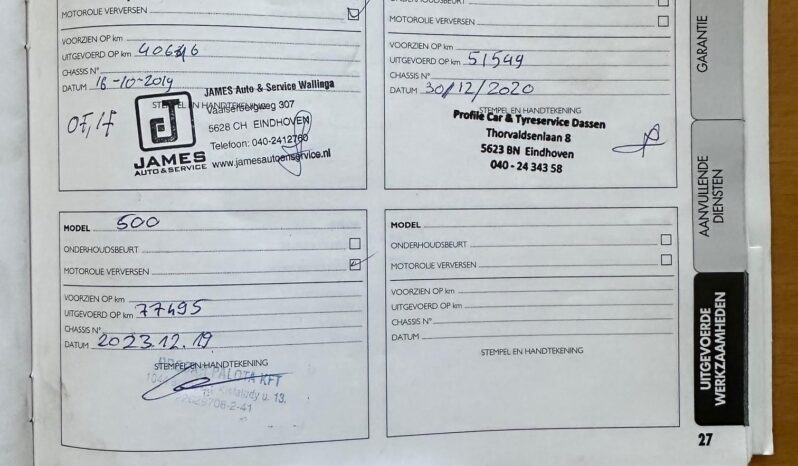 MOTOROLIE VERVERSEN
VOORZIEN OP km
UITGEVOERD OP km
CHASSIS N°
DATUM 16-10-2019
STEMPEL EN HANDTEKENING
JAMES Auto & Service Wallinga
Vaalserbergweg 307
5628 CH EINDHOVEN
Telefoon: 040-2412760
www.jamesautoenservice.nl
J
JAMES
AUTO & SERVICE
MOTOROLIE VERVERSEN
VOORZIEN OP km
UITGEVOERD OP km 51549
CHASSIS N°
DATUM 30/12/2020
STEMPEL EN HANDTEKENING
Profile Car & Tyreservice Dassen
Thorvaldsenlaan 8
5623 BN Eindhoven
040 - 24 343 58
MODEL 500
ONDERHOUDSBEURT
MOTOROLIE VERVERSEN
VOORZIEN OP km
UITGEVOERD OP km 77495
CHASSIS N°
DATUM 2023.12.19
STEMPEL EN HANDTEKENING
PALOTA KFT
u. 13.
MODEL
ONDERHOUDSBEURT
MOTOROLIE VERVERSEN
VOORZIEN OP km
UITGEVOERD OP km
CHASSIS N°
DATUM
STEMPEL EN HANDTEKENING
GARANTIE
AANVULLENDE
DIENSTEN
UITGEVOERDE
WERKZAAMHEDEN
27